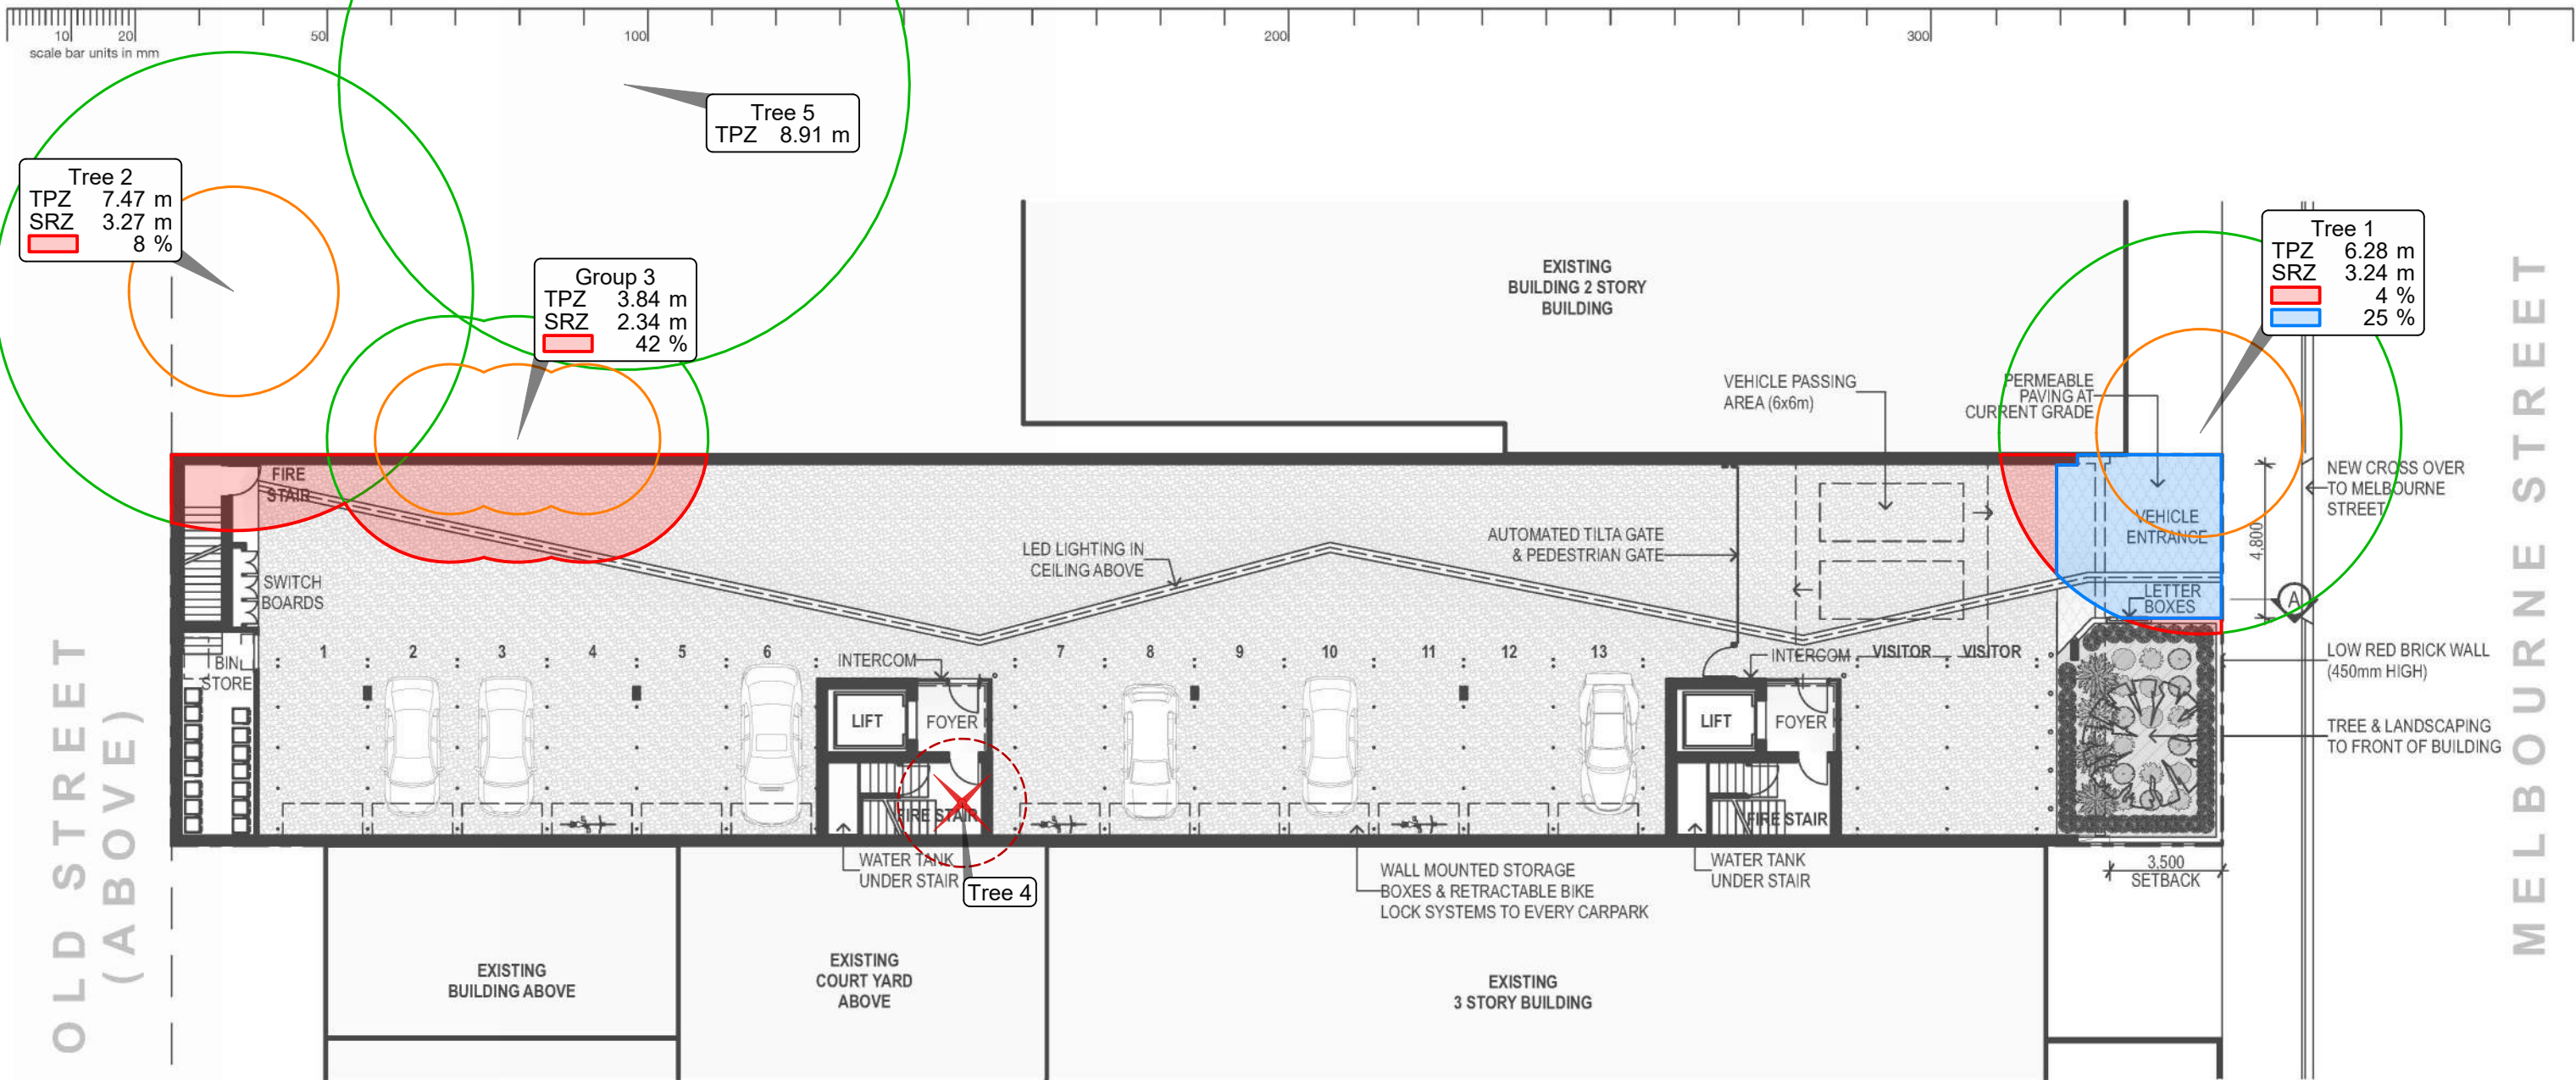 10 20 50 100 200 300
scale bar units in mm
Tree 5
TPZ 8.91 m
Tree 2
TPZ 7.47 m
SRZ 3.27 m
8 %
Group 3
TPZ 3.84 m
SRZ 2.34 m
42 %
Tree 1
TPZ 6.28 m
SRZ 3.24 m
4 %
25 %
EXISTING
BUILDING 2 STORY
BUILDING
VEHICLE PASSING
AREA (6x6m)
PERMEABLE
PAVING AT
CURRENT GRADE
NEW CROSS OVER
TO MELBOURNE
STREET
FIRE
STAIR
LED LIGHTING IN
CEILING ABOVE
AUTOMATED TILTA GATE
& PEDESTRIAN GATE
VEHICLE
ENTRANCE
4,800
LETTER
BOXES
A
SWITCH
BOARDS
BIN
STORE
1 2 3 4 5 6 7 8 9 10 11 12 13
INTERCOM
INTERCOM
VISITOR VISITOR
LOW RED BRICK WALL
(450mm HIGH)
LIFT FOYER
LIFT FOYER
TREE & LANDSCAPING
TO FRONT OF BUILDING
FIRE STAIR
FIRE STAIR
WATER TANK
UNDER STAIR
Tree 4
WALL MOUNTED STORAGE
BOXES & RETRACTABLE BIKE
LOCK SYSTEMS TO EVERY CARPARK
WATER TANK
UNDER STAIR
3,500
SETBACK
EXISTING
BUILDING ABOVE
EXISTING
COURT YARD
ABOVE
EXISTING
3 STORY BUILDING
OLD STREET
(ABOVE)
MELBOURNE STREET